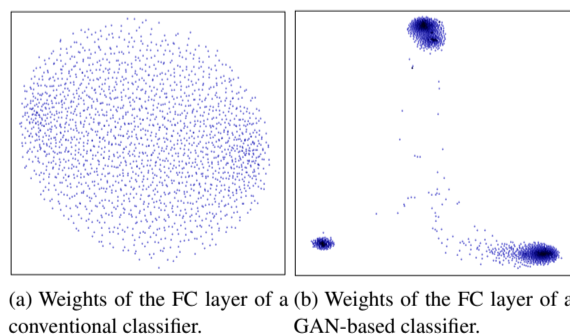 (a) Weights of the FC layer of a (b) Weights of the FC layer of a
conventional classifier. GAN-based classifier.